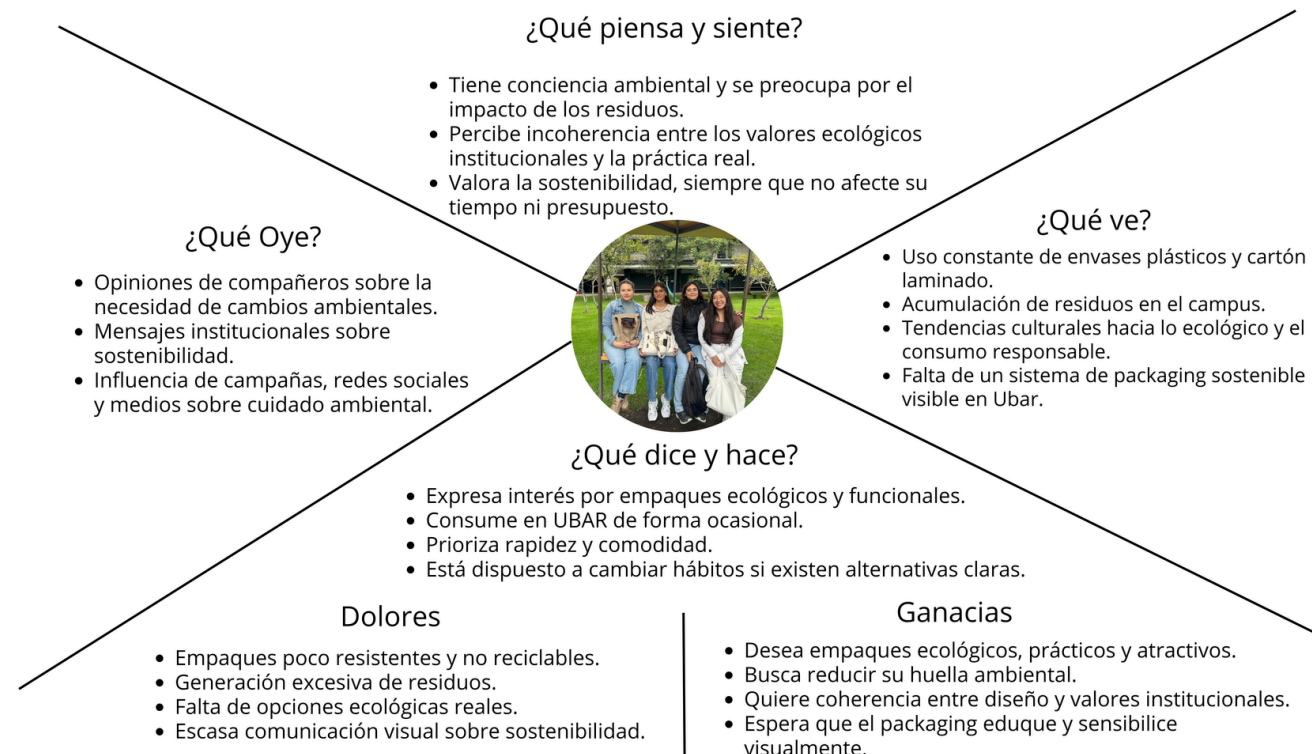 ¿Qué piensa y siente?
• Tiene conciencia ambiental y se preocupa por el
impacto de los residuos.
• Percibe incoherencia entre los valores ecológicos
institucionales y la práctica real.
• Valora la sostenibilidad, siempre que no afecte su
tiempo ni presupuesto.
¿Qué Oye?
• Opiniones de compañeros sobre la
necesidad de cambios ambientales.
• Mensajes institucionales sobre
sostenibilidad.
• Influencia de campañas, redes sociales
y medios sobre cuidado ambiental.
¿Qué ve?
• Uso constante de envases plásticos y cartón
laminado.
• Acumulación de residuos en el campus.
• Tendencias culturales hacia lo ecológico y el
consumo responsable.
• Falta de un sistema de packaging sostenible
visible en Ubar.
¿Qué dice y hace?
• Expresa interés por empaques ecológicos y funcionales.
• Consume en UBAR de forma ocasional.
• Prioriza rapidez y comodidad.
• Está dispuesto a cambiar hábitos si existen alternativas claras.
Dolores
• Empaques poco resistentes y no reciclables.
• Generación excesiva de residuos.
• Falta de opciones ecológicas reales.
• Escasa comunicación visual sobre sostenibilidad.
Ganacias
• Desea empaques ecológicos, prácticos y atractivos.
• Busca reducir su huella ambiental.
• Quiere coherencia entre diseño y valores institucionales.
• Espera que el packaging eduque y sensibilice
visualmente.